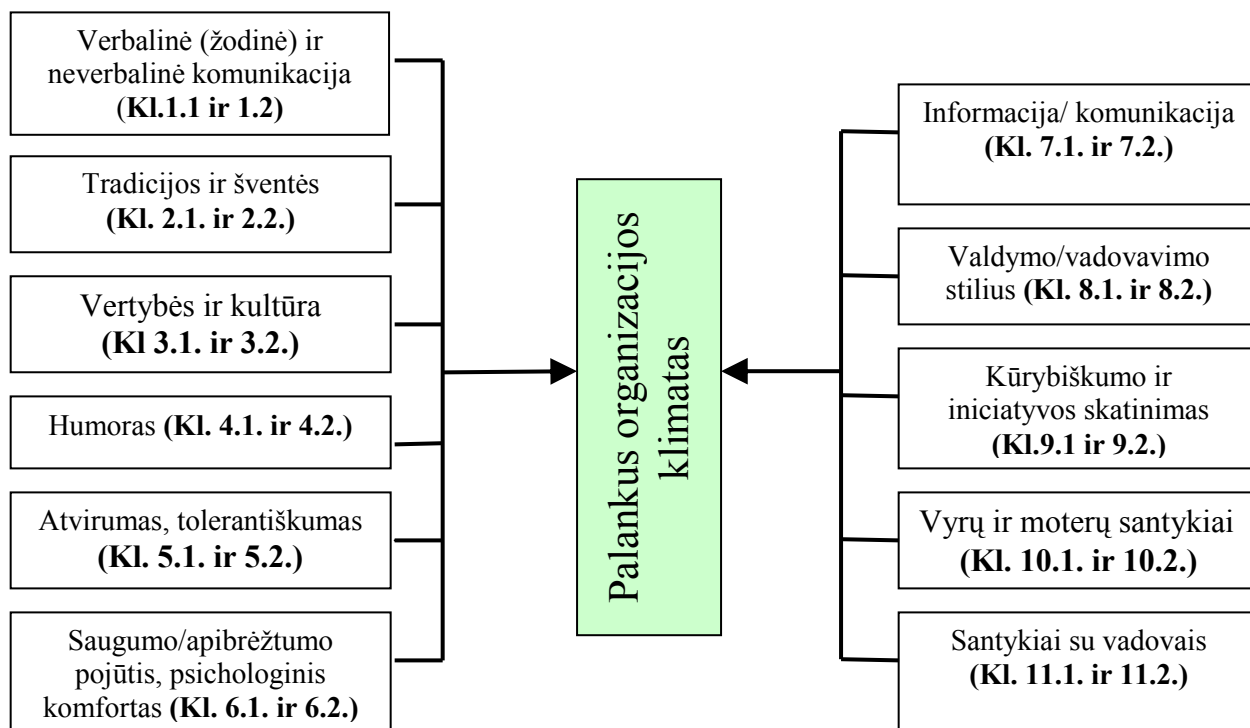 Verbalinė (žodinė) ir
neverbalinė komunikacija
(Kl.1.1 ir 1.2)
Tradicijos ir šventės
(Kl. 2.1. ir 2.2.)
Vertybės ir kultūra
(Kl 3.1. ir 3.2.)
Humoras (Kl. 4.1. ir 4.2.)
Atvirumas, tolerantiškumas
(Kl. 5.1. ir 5.2.)
Saugumo/apibrėžtumo
pojūtis, psichologinis
komfortas (Kl. 6.1. ir 6.2.)
Palankus organizacijos
klimatas
Informacija/ komunikacija
(Kl. 7.1. ir 7.2.)
Valdymo/vadovavimo
stilius (Kl. 8.1. ir 8.2.)
Kūrybiškumo ir
iniciatyvos skatinimas
(Kl.9.1 ir 9.2.)
Vyrų ir moterų santykiai
(Kl. 10.1. ir 10.2.)
Santykiai su vadovais
(Kl. 11.1. ir 11.2.)